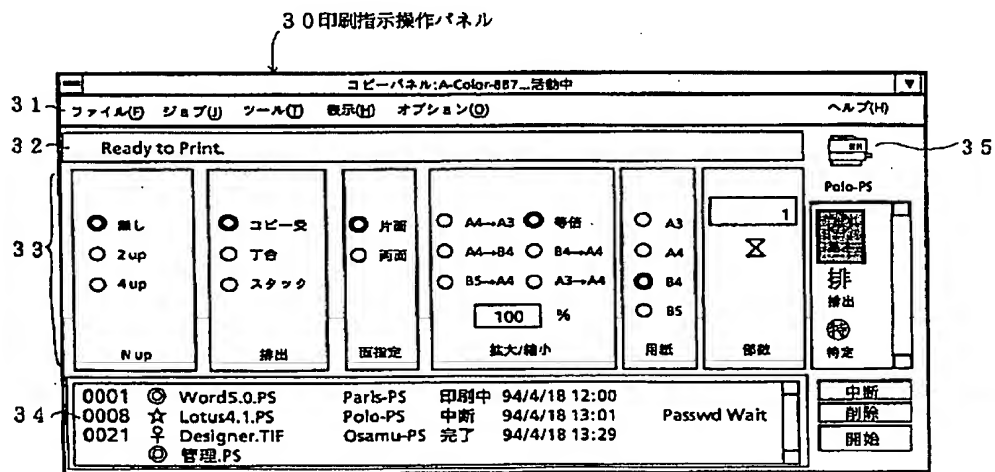 30印刷指示操作パネル
コピーパネル:A-Color-887...活動中
31 ファイル(F) ジョブ(J) ツール(T) 表示(H) オプション(O) ヘルプ(H)
32 Ready to Print.
35
Polo-PS
33
無し
2up
4up
N up
コピー受
丁合
スタック
排出
片面
両面
面指定
A4→A3 等倍
A4→B4 B4→A4
B5→A4 A3→A4
100 %
拡大/縮小
A3
A4
B4
B5
用紙
1
部数
排
排出
特
特定
34
0001 ◎ Word5.0.PS Paris-PS 印刷中 94/4/18 12:00
0008 ☆ Lotus4.1.PS Polo-PS 中断 94/4/18 13:01 Passwd Wait
0021 ♀ Designer.TIF Osamu-PS 完了 94/4/18 13:29
◎ 管理.PS
中断
削除
開始